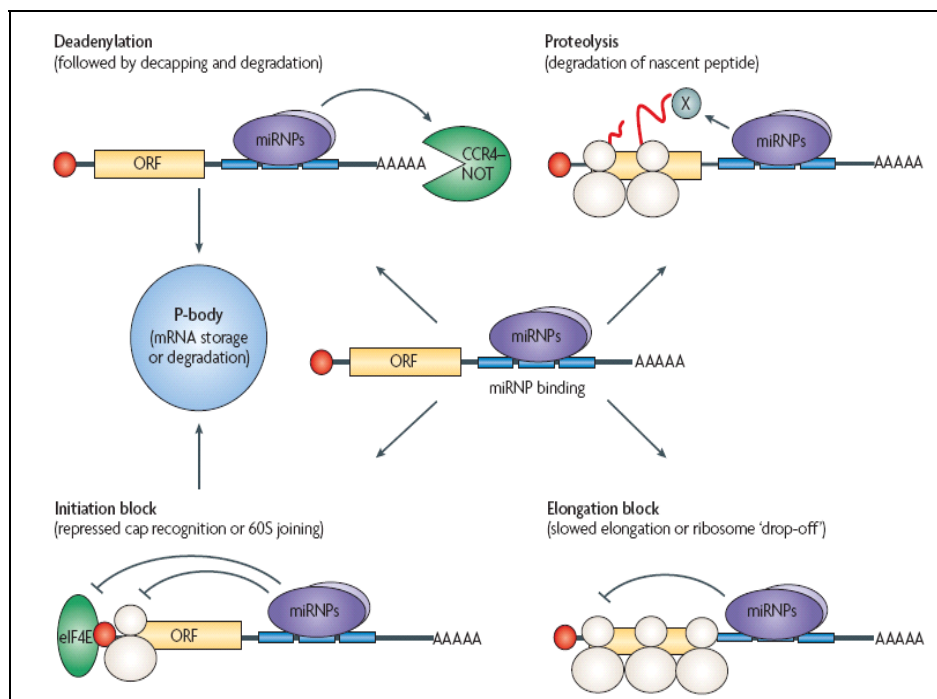 Deadenylation
(followed by decapping and degradation)
miRNPs
ORF
AAAAA
CCR4–
NOT
Proteolysis
(degradation of nascent peptide)
X
miRNPs
AAAAA
P-body
(mRNA storage
or degradation)
miRNPs
ORF
AAAAA
miRNP binding
Initiation block
(repressed cap recognition or 60S joining)
miRNPs
eIF4E
ORF
AAAAA
Elongation block
(slowed elongation or ribosome ‘drop-off’)
miRNPs
AAAAA